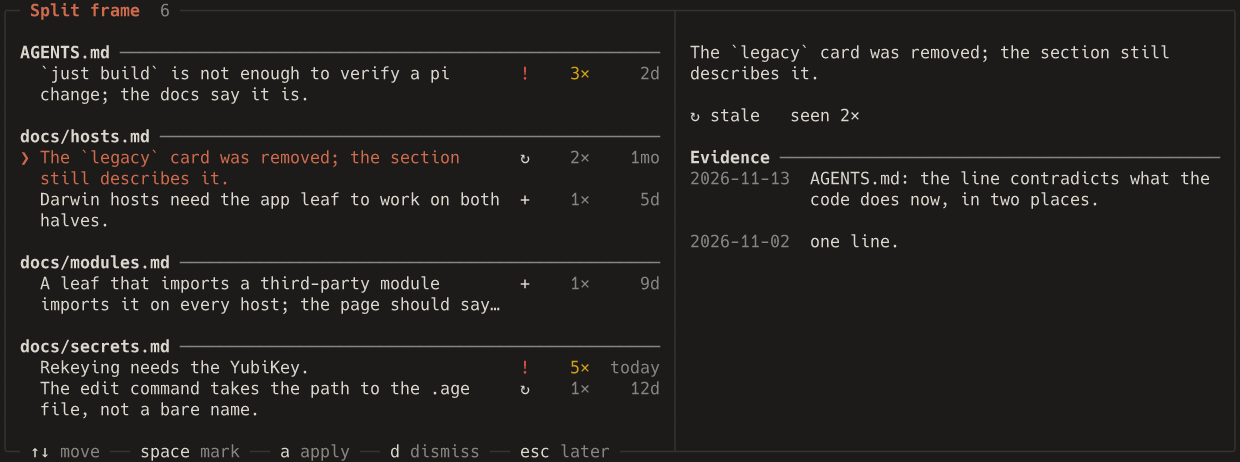 Split frame 6
AGENTS.md
`just build` is not enough to verify a pi ! 3× 2d
change; the docs say it is.
docs/hosts.md
❯ The `legacy` card was removed; the section ↻ 2× 1mo
still describes it.
Darwin hosts need the app leaf to work on both + 1× 5d
halves.
docs/modules.md
A leaf that imports a third-party module + 1× 9d
imports it on every host; the page should say…
docs/secrets.md
Rekeying needs the YubiKey. ! 5× today
The edit command takes the path to the .age ↻ 1× 12d
file, not a bare name.
↑↓ move — space mark — a apply — d dismiss — esc later
The `legacy` card was removed; the section still
describes it.
↻ stale seen 2×
Evidence
2026-11-13 AGENTS.md: the line contradicts what the
code does now, in two places.
2026-11-02 one line.